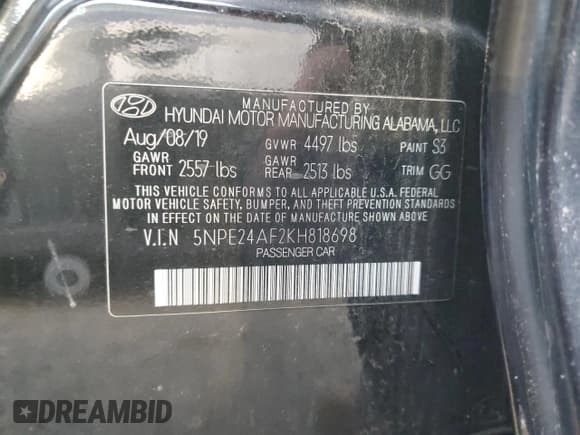 MANUFACTURED BY
HYUNDAI MOTOR MANUFACTURING ALABAMA, LLC
Aug/08/19 GVWR 4497 lbs PAINT S3
GAWR FRONT 2557 lbs GAWR REAR 2513 lbs TRIM GG
THIS VEHICLE CONFORMS TO ALL APPLICABLE U.S.A. FEDERAL
MOTOR VEHICLE SAFETY, BUMPER, AND THEFT PREVENTION STANDARDS
IN EFFECT ON THE DATE OF MANUFACTURE SHOWN ABOVE
V.I.N 5NPE24AF2KH818698
PASSENGER CAR
DREAMBID